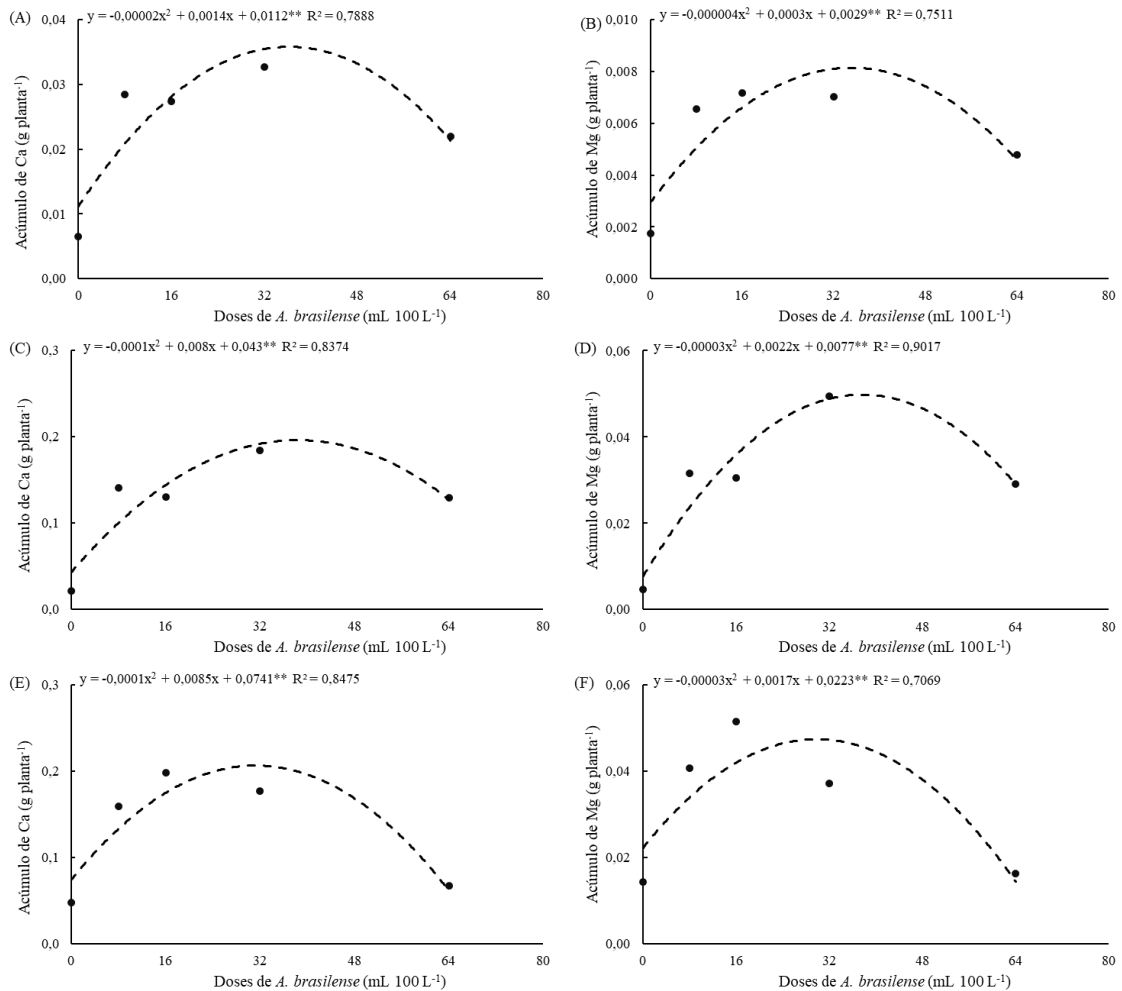 (A)
y = -0,00002x² + 0,0014x + 0,0112** R² = 0,7888
Acúmulo de Ca (g planta⁻¹)
0,04
0,03
0,02
0,01
0,00
0 16 32 48 64 80
Doses de A. brasilense (mL 100 L⁻¹)
(B)
y = -0,000004x² + 0,0003x + 0,0029** R² = 0,7511
Acúmulo de Mg (g planta⁻¹)
0,010
0,008
0,006
0,004
0,002
0,000
0 16 32 48 64 80
Doses de A. brasilense (mL 100 L⁻¹)
(C)
y = -0,0001x² + 0,008x + 0,043** R² = 0,8374
Acúmulo de Ca (g planta⁻¹)
0,3
0,2
0,1
0,0
0 16 32 48 64 80
Doses de A. brasilense (mL 100 L⁻¹)
(D)
y = -0,00003x² + 0,0022x + 0,0077** R² = 0,9017
Acúmulo de Mg (g planta⁻¹)
0,06
0,04
0,02
0,00
0 16 32 48 64 80
Doses de A. brasilense (mL 100 L⁻¹)
(E)
y = -0,0001x² + 0,0085x + 0,0741** R² = 0,8475
Acúmulo de Ca (g planta⁻¹)
0,3
0,2
0,1
0,0
0 16 32 48 64 80
Doses de A. brasilense (mL 100 L⁻¹)
(F)
y = -0,00003x² + 0,0017x + 0,0223** R² = 0,7069
Acúmulo de Mg (g planta⁻¹)
0,06
0,04
0,02
0,00
0 16 32 48 64 80
Doses de A. brasilense (mL 100 L⁻¹)